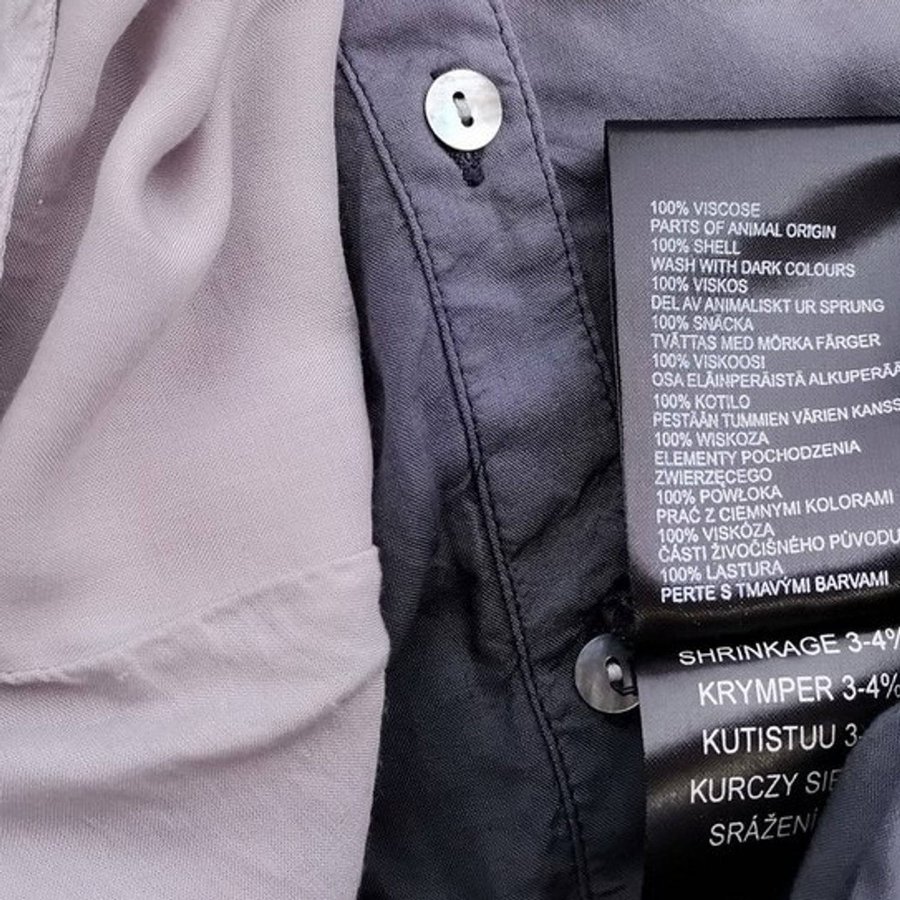 100% VISCOSE
PARTS OF ANIMAL ORIGIN
100% SHELL
WASH WITH DARK COLOURS
100% VISKOS
DEL AV ANIMALISKT UR SPRUNG
100% SNÄCKA
TVÄTTAS MED MÖRKA FÄRGER
100% VISKOOSI
OSA ELÄINPERÄISTÄ ALKUPERÄÄ
100% KOTILO
PESTÄÄN TUMMIEN VÄRIEN KANSS
100% WISKOZA
ELEMENTY POCHODZENIA
ZWIERZĘCEGO
100% POWŁOKA
PRAĆ Z CIEMNYMI KOLORAMI
100% VISKÓZA
ČÁSTI ŽIVOČIŠNÉHO PŮVODU
100% LASTURA
PERTE S TMAVÝMI BARVAMI
SHRINKAGE 3-4%
KRYMPER 3-4%
KUTISTUU 3-
KURCZY SIĘ
SRÁŽENÍ